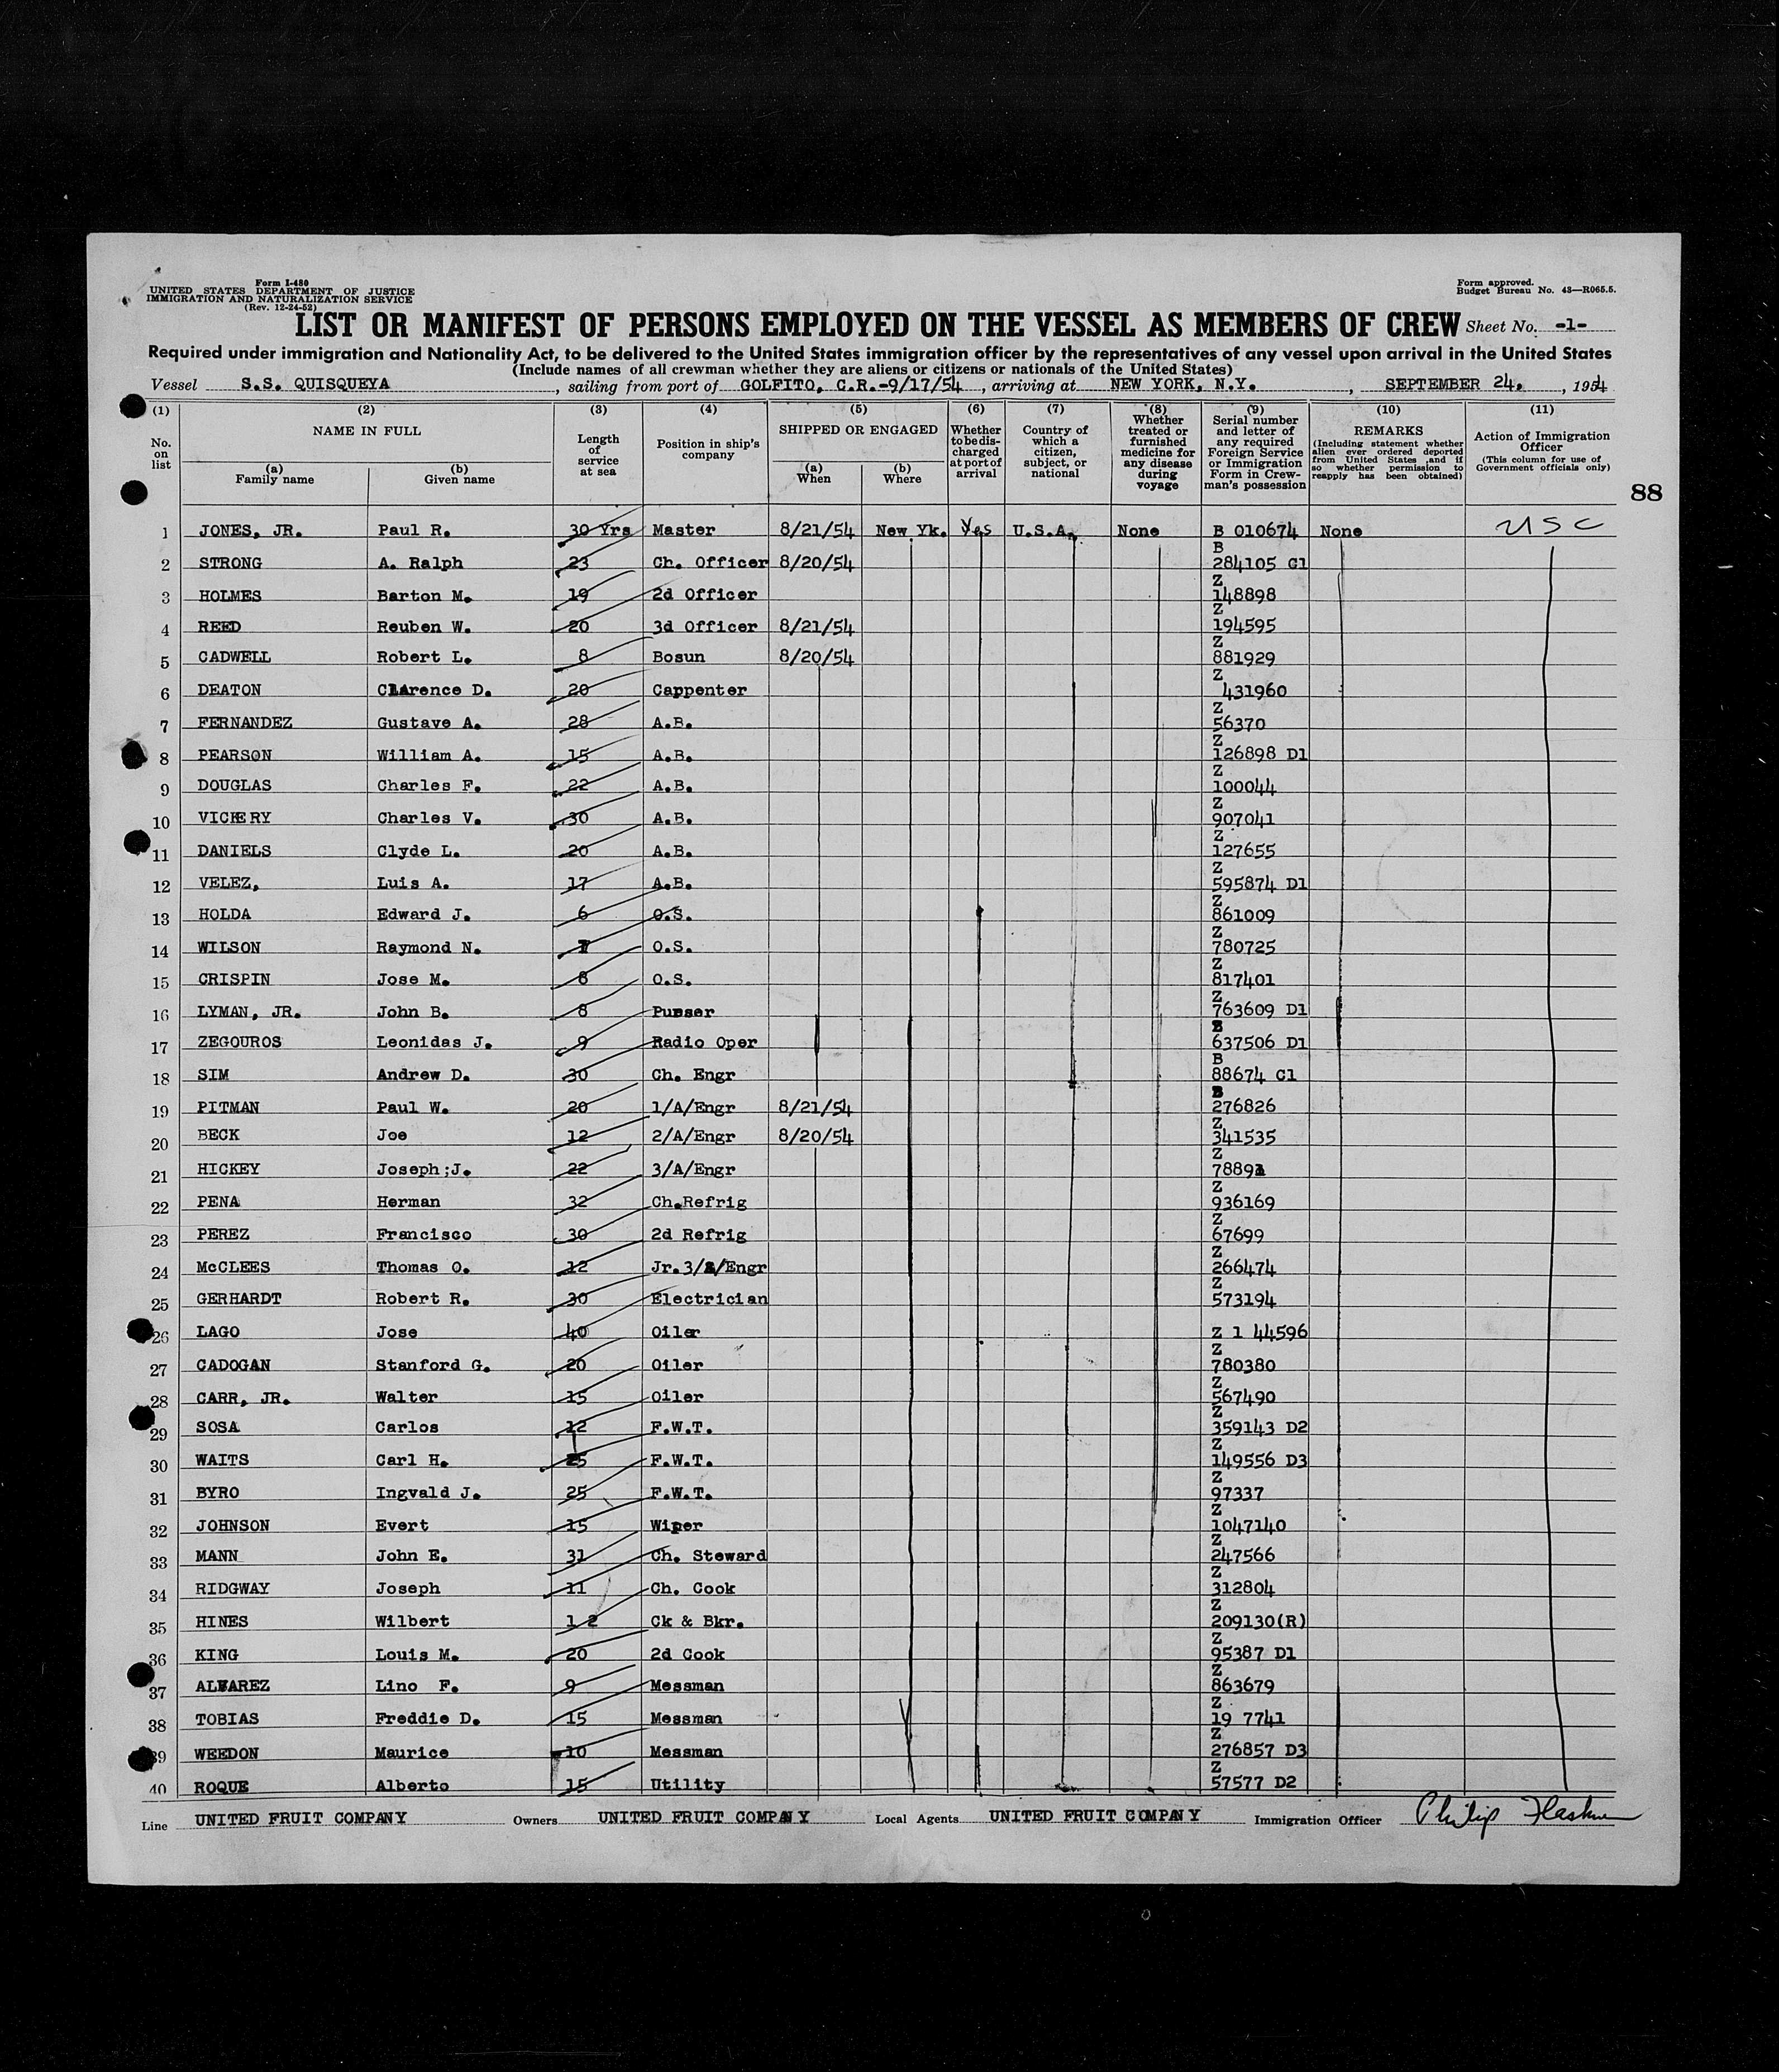 Form I-480
UNITED STATES DEPARTMENT OF JUSTICE
IMMIGRATION AND NATURALIZATION SERVICE
(Rev. 12-24-52)
Form approved.
Budget Bureau No. 43—R065.5.
LIST OR MANIFEST OF PERSONS EMPLOYED ON THE VESSEL AS MEMBERS OF CREW Sheet No. -1-
Required under immigration and Nationality Act, to be delivered to the United States immigration officer by the representatives of any vessel upon arrival in the United States
(Include names of all crewman whether they are aliens or citizens or nationals of the United States)
Vessel S.S. QUISQUEYA, sailing from port of GOLFITO, C.R.-9/17/54, arriving at NEW YORK, N.Y., SEPTEMBER 24, 1954
(1) No. on list
(2) NAME IN FULL (a) Family name (b) Given name
(3) Length of service at sea
(4) Position in ship's company
(5) SHIPPED OR ENGAGED (a) When (b) Where
(6) Whether to be discharged at port of arrival
(7) Country of which a citizen, subject, or national
(8) Whether treated or furnished medicine for any disease during voyage
(9) Serial number and letter of any required Foreign Service or Immigration Form in Crewman's possession
(10) REMARKS (Including statement whether alien ever ordered deported from United States ,and if so whether permission to reapply has been obtained)
(11) Action of Immigration Officer (This column for use of Government officials only)
88
1 JONES, JR. Paul R. 30 Yrs Master 8/21/54 New Yk. Yes U.S.A. None B 010674 None USC
2 STRONG A. Ralph 23 Ch. Officer 8/20/54 B 284105 C1
3 HOLMES Barton M. 19 2d Officer Z 148898
4 REED Reuben W. 20 3d Officer 8/21/54 Z 194595
5 CADWELL Robert L. 8 Bosun 8/20/54 Z 881929
6 DEATON Clarence D. 20 Cappenter Z 431960
7 FERNANDEZ Gustave A. 28 A.B. Z 56370
8 PEARSON William A. 15 A.B. Z 126898 D1
9 DOUGLAS Charles F. 22 A.B. Z 100044
10 VICKERY Charles V. 30 A.B. Z 907041
11 DANIELS Clyde L. 20 A.B. Z 127655
12 VELEZ, Luis A. 17 A.B. Z 595874 D1
13 HOLDA Edward J. 6 O.S. Z 861009
14 WILSON Raymond N. 7 O.S. Z 780725
15 CRISPIN Jose M. 8 O.S. Z 817401
16 LYMAN, JR. John B. 8 Purser Z 763609 D1
17 ZEGOUROS Leonidas J. 9 Radio Oper 637506 D1
18 SIM Andrew D. 30 Ch. Engr B 88674 C1
19 PITMAN Paul W. 20 1/A/Engr 8/21/54 276826
20 BECK Joe 12 2/A/Engr 8/20/54 Z 341535
21 HICKEY Joseph;J. 22 3/A/Engr Z 78891
22 PENA Herman 32 Ch.Refrig Z 936169
23 PEREZ Francisco 30 2d Refrig Z 67699
24 McCLEES Thomas O. 12 Jr.3/A/Engr Z 266474
25 GERHARDT Robert R. 30 Electrician Z 573194
26 LAGO Jose 40 Oiler Z 1 44596
27 CADOGAN Stanford G. 20 Oiler Z 780380
28 CARR, JR. Walter 15 Oiler Z 567490
29 SOSA Carlos 12 F.W.T. Z 359143 D2
30 WAITS Carl H. 25 F.W.T. Z 149556 D3
31 BYRO Ingvald J. 25 F.W.T. Z 97337
32 JOHNSON Evert 15 Wiper Z 1047140
33 MANN John E. 31 Ch. Steward Z 247566
34 RIDGWAY Joseph 11 Ch. Cook Z 312804
35 HINES Wilbert 1 2 Ck & Bkr. Z 209130(R)
36 KING Louis M. 20 2d Cook Z 95387 D1
37 ALVAREZ Lino F. 9 Messman Z 863679
38 TOBIAS Freddie D. 15 Messman Z 19 7741
39 WEEDON Maurice 10 Messman Z 276857 D3
40 ROQUE Alberto 15 Utility Z 57577 D2
Line UNITED FRUIT COMPANY Owners UNITED FRUIT COMPANY Local Agents UNITED FRUIT COMPANY Immigration Officer Philip